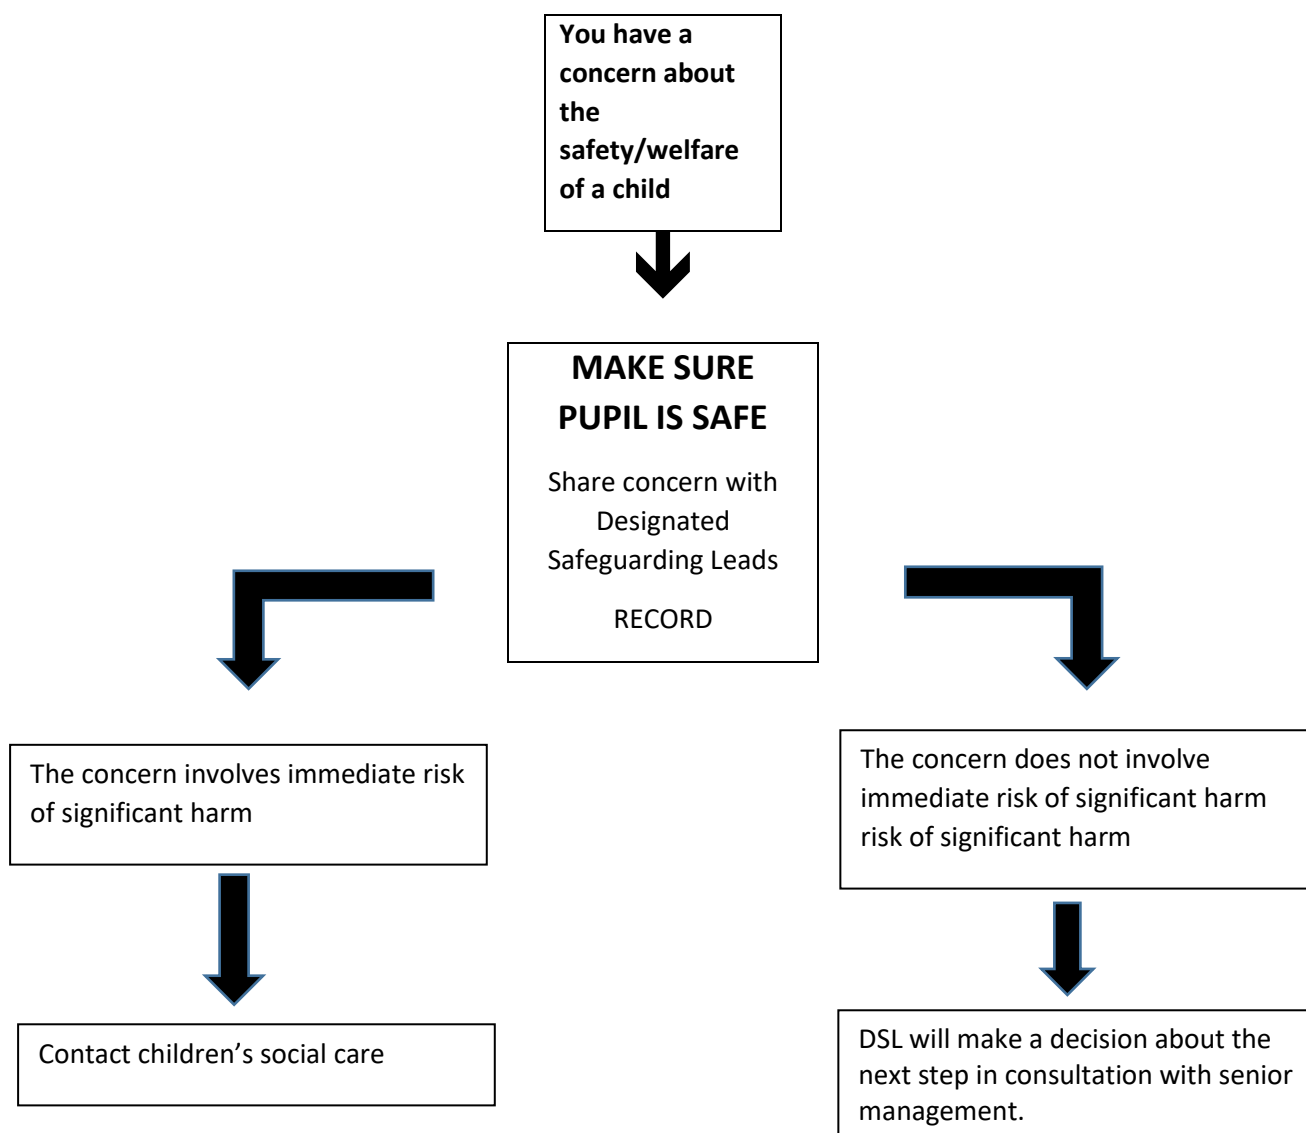 You have a
concern about
the
safety/welfare
of a child
MAKE SURE
PUPIL IS SAFE
Share concern with
Designated
Safeguarding Leads
RECORD
The concern involves immediate risk
of significant harm
The concern does not involve
immediate risk of significant harm
risk of significant harm
Contact children’s social care
DSL will make a decision about the
next step in consultation with senior
management.